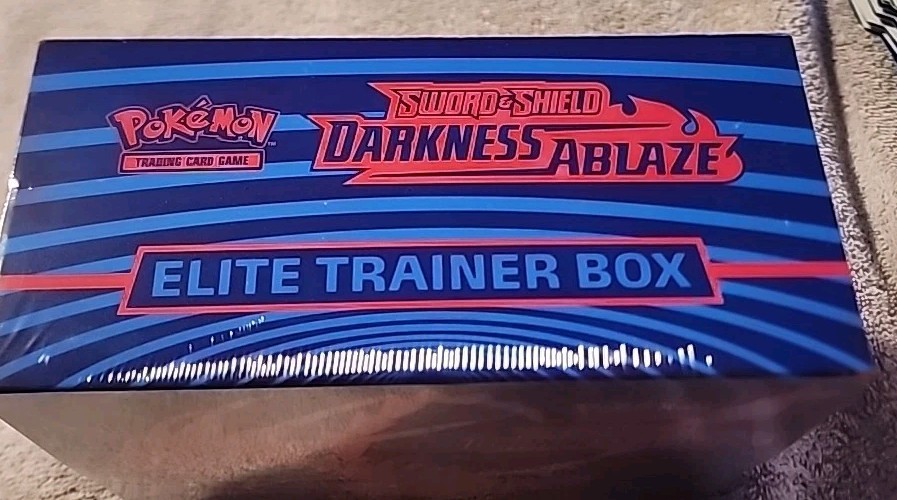 Pokémon
TRADING CARD GAME
SWORD & SHIELD
DARKNESS ABLAZE
ELITE TRAINER BOX